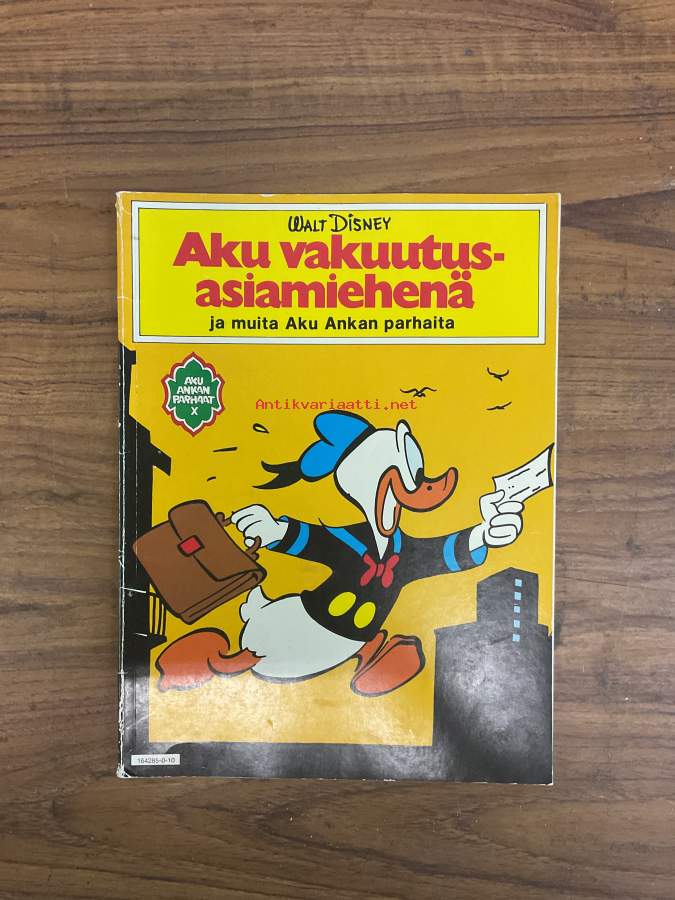 WALT DISNEY
Aku vakuutus-
asiamiehenä
ja muita Aku Ankan parhaita
AKU
ANKAN
PARHAAT
X
Antikvariaatti.net
164285-0-10